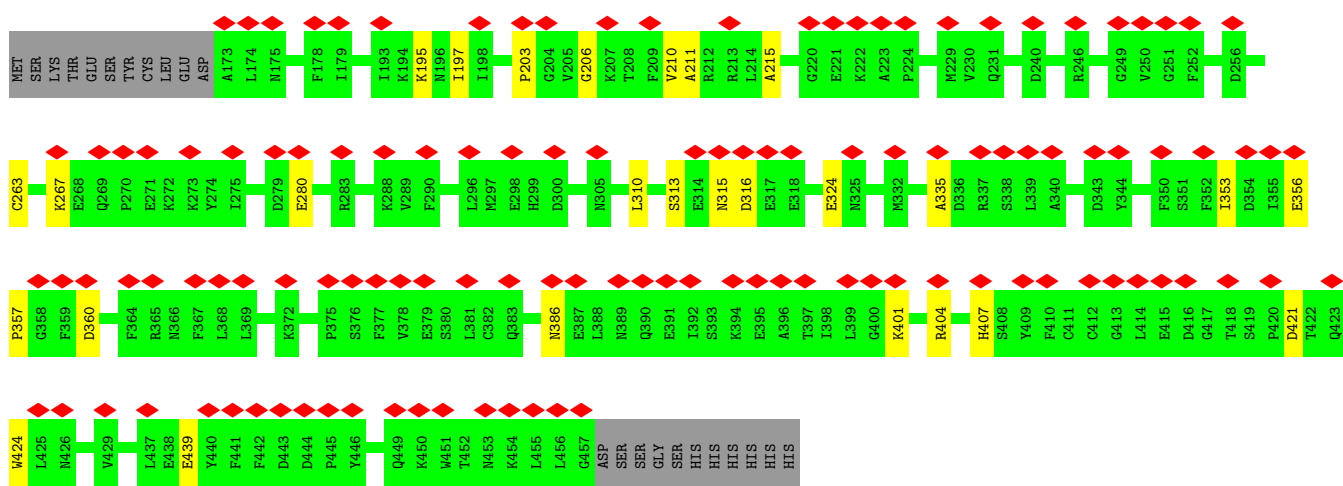 MET SER LYS THR GLU SER TYR CYS LEU GLU ASP A173 L174 N175 F178 I179 I193 K194 K195 N196 I197 I198 P203 G204 V205 G206 K207 T208 F209 V210 A211 R212 R213 L214 A215 G220 E221 K222 A223 P224 M229 V230 Q231 D240 R246 G249 V250 G251 F252 D256
C263 K267 E268 Q269 P270 E271 K272 K273 Y274 I275 D279 E280 R283 K288 V289 F290 L296 M297 E298 H299 D300 N305 L310 S313 E314 N315 D316 E317 E318 E324 N325 M332 A335 D336 R337 S338 L339 A340 D343 Y344 F350 S351 F352 I353 D354 I355 E356
P357 G358 F359 D360 F364 R365 N366 F367 L368 L369 K372 P375 S376 F377 V378 E379 S380 L381 C382 Q383 N386 E387 L388 N389 Q390 E391 I392 S393 K394 E395 A396 T397 I398 L399 G400 K401 R404 H407 S408 Y409 F410 C411 C412 G413 L414 E415 D416 G417 T418 S419 P420 D421 T422 Q423
W424 L425 N426 V429 L437 E438 E439 Y440 F441 F442 D443 D444 P445 Y446 Q449 K450 W451 T452 N453 K454 L455 L456 G457 ASP SER SER GLY SER HIS HIS HIS HIS HIS HIS